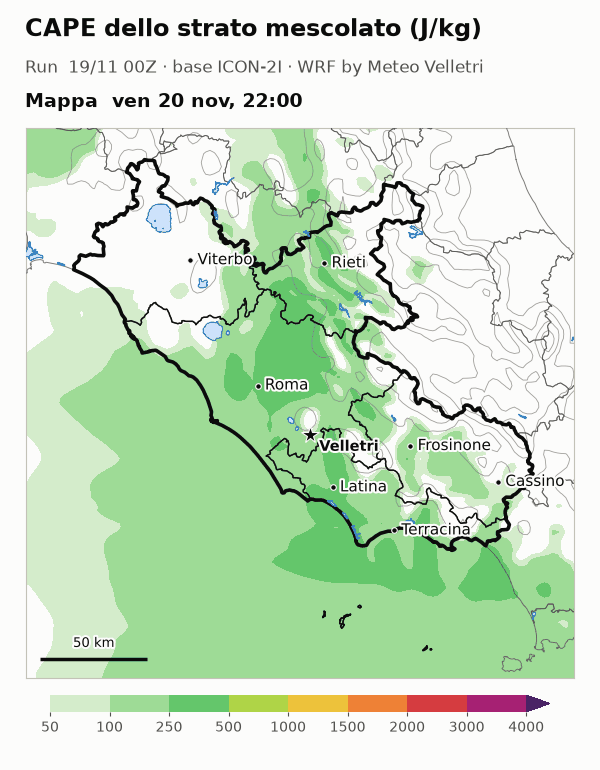 CAPE dello strato mescolato (J/kg)
Run  19/11 00Z · base ICON-2I · WRF by Meteo Velletri
Mappa  ven 20 nov, 22:00
Viterbo
Rieti
Roma
Velletri
Frosinone
Cassino
Latina
Terracina
50 km
50 100 250 500 1000 1500 2000 3000 4000